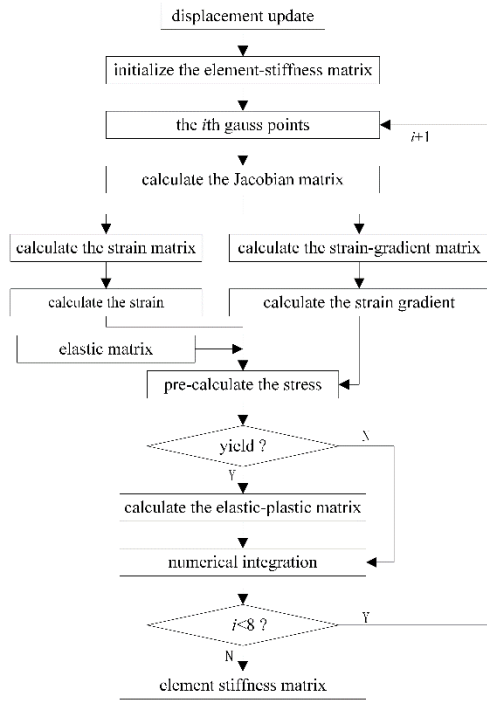 displacement update
initialize the element-stiffness matrix
the ith gauss points
i+1
calculate the Jacobian matrix
calculate the strain matrix
calculate the strain-gradient matrix
calculate the strain
calculate the strain gradient
elastic matrix
pre-calculate the stress
yield ?
N
Y
calculate the elastic-plastic matrix
numerical integration
i<8 ?
Y
N
element stiffness matrix